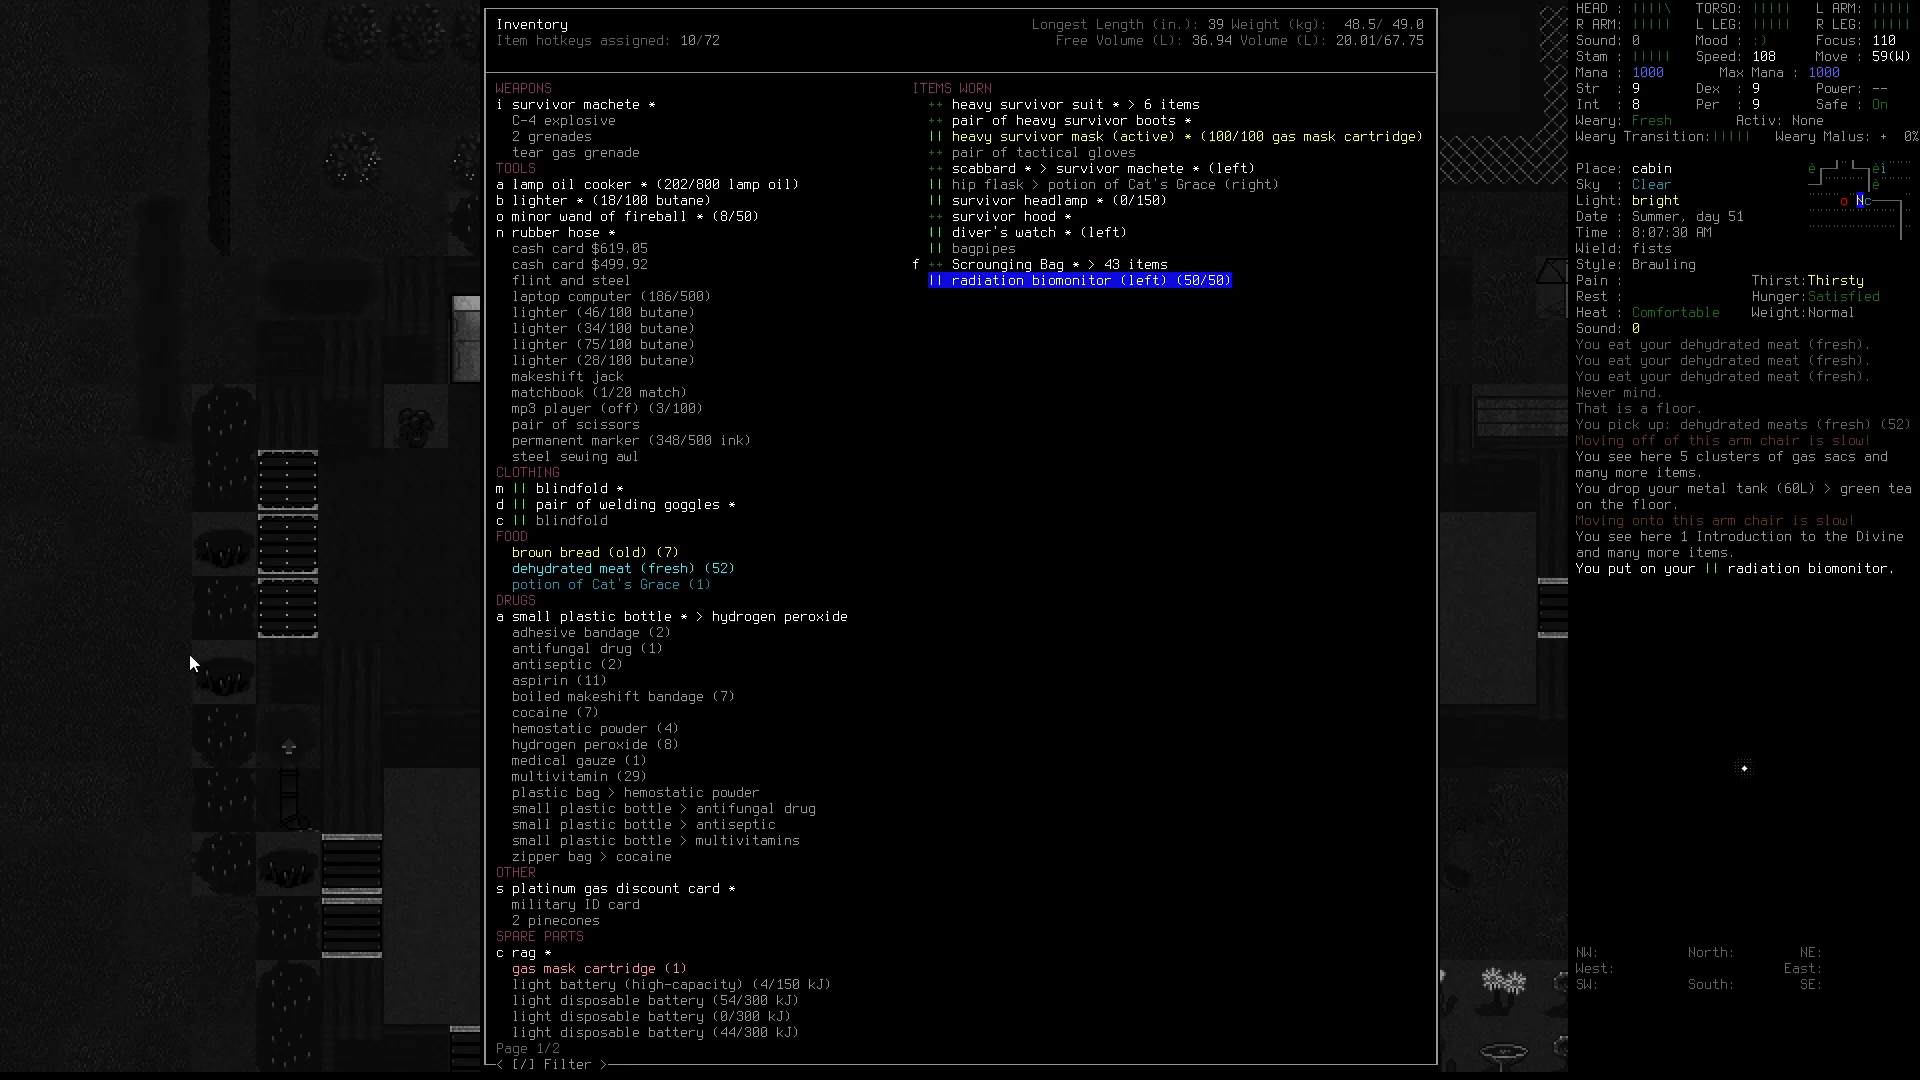 Inventory
Item hotkeys assigned: 10/72
Longest Length (in.): 39 Weight (kg): 48.5/ 49.0
Free Volume (L): 36.94 Volume (L): 20.01/67.75
WEAPONS
i survivor machete *
C-4 explosive
2 grenades
tear gas grenade
TOOLS
a lamp oil cooker * (202/800 lamp oil)
b lighter * (18/100 butane)
o minor wand of fireball * (8/50)
n rubber hose *
cash card $619.05
cash card $499.92
flint and steel
laptop computer (186/500)
lighter (46/100 butane)
lighter (34/100 butane)
lighter (75/100 butane)
lighter (28/100 butane)
makeshift jack
matchbook (1/20 match)
mp3 player (off) (3/100)
pair of scissors
permanent marker (348/500 ink)
steel sewing awl
CLOTHING
m || blindfold *
d || pair of welding goggles *
c || blindfold
FOOD
brown bread (old) (7)
dehydrated meat (fresh) (52)
potion of Cat's Grace (1)
DRUGS
a small plastic bottle * > hydrogen peroxide
adhesive bandage (2)
antifungal drug (1)
antiseptic (2)
aspirin (11)
boiled makeshift bandage (7)
cocaine (7)
hemostatic powder (4)
hydrogen peroxide (8)
medical gauze (1)
multivitamin (29)
plastic bag > hemostatic powder
small plastic bottle > antifungal drug
small plastic bottle > antiseptic
small plastic bottle > multivitamins
zipper bag > cocaine
OTHER
s platinum gas discount card *
military ID card
2 pinecones
SPARE PARTS
c rag *
gas mask cartridge (1)
light battery (high-capacity) (4/150 kJ)
light disposable battery (54/300 kJ)
light disposable battery (0/300 kJ)
light disposable battery (44/300 kJ)
Page 1/2
< [/] Filter >
ITEMS WORN
++ heavy survivor suit * > 6 items
++ pair of heavy survivor boots *
|| heavy survivor mask (active) * (100/100 gas mask cartridge)
++ pair of tactical gloves
++ scabbard * > survivor machete * (left)
|| hip flask > potion of Cat's Grace (right)
|| survivor headlamp * (0/150)
++ survivor hood *
|| diver's watch * (left)
|| bagpipes
f ++ Scrounging Bag * > 43 items
|| radiation biomonitor (left) (50/50)
HEAD : ||||\ TORSO: ||||| L ARM: |||||
R ARM: ||||| L LEG: ||||| R LEG: |||||
Sound: 0 Mood : :) Focus: 110
Stam : ||||| Speed: 108 Move : 59(W)
Mana : 1000 Max Mana : 1000
Str : 9 Dex : 9 Power: --
Int : 8 Per : 9 Safe : On
Weary: Fresh Activ: None
Weary Transition:||||| Weary Malus: + 0%
Place: cabin
Sky : Clear
Light: bright
Date : Summer, day 51
Time : 8:07:30 AM
Wield: fists
Style: Brawling
Pain : Thirst:Thirsty
Rest : Hunger:Satisfied
Heat : Comfortable Weight:Normal
Sound: 0
You eat your dehydrated meat (fresh).
You eat your dehydrated meat (fresh).
You eat your dehydrated meat (fresh).
Never mind.
That is a floor.
You pick up: dehydrated meats (fresh) (52)
Moving off of this arm chair is slow!
You see here 5 clusters of gas sacs and
many more items.
You drop your metal tank (60L) > green tea
on the floor.
Moving onto this arm chair is slow!
You see here 1 Introduction to the Divine
and many more items.
You put on your || radiation biomonitor.
NW: North: NE:
West: East:
SW: South: SE: